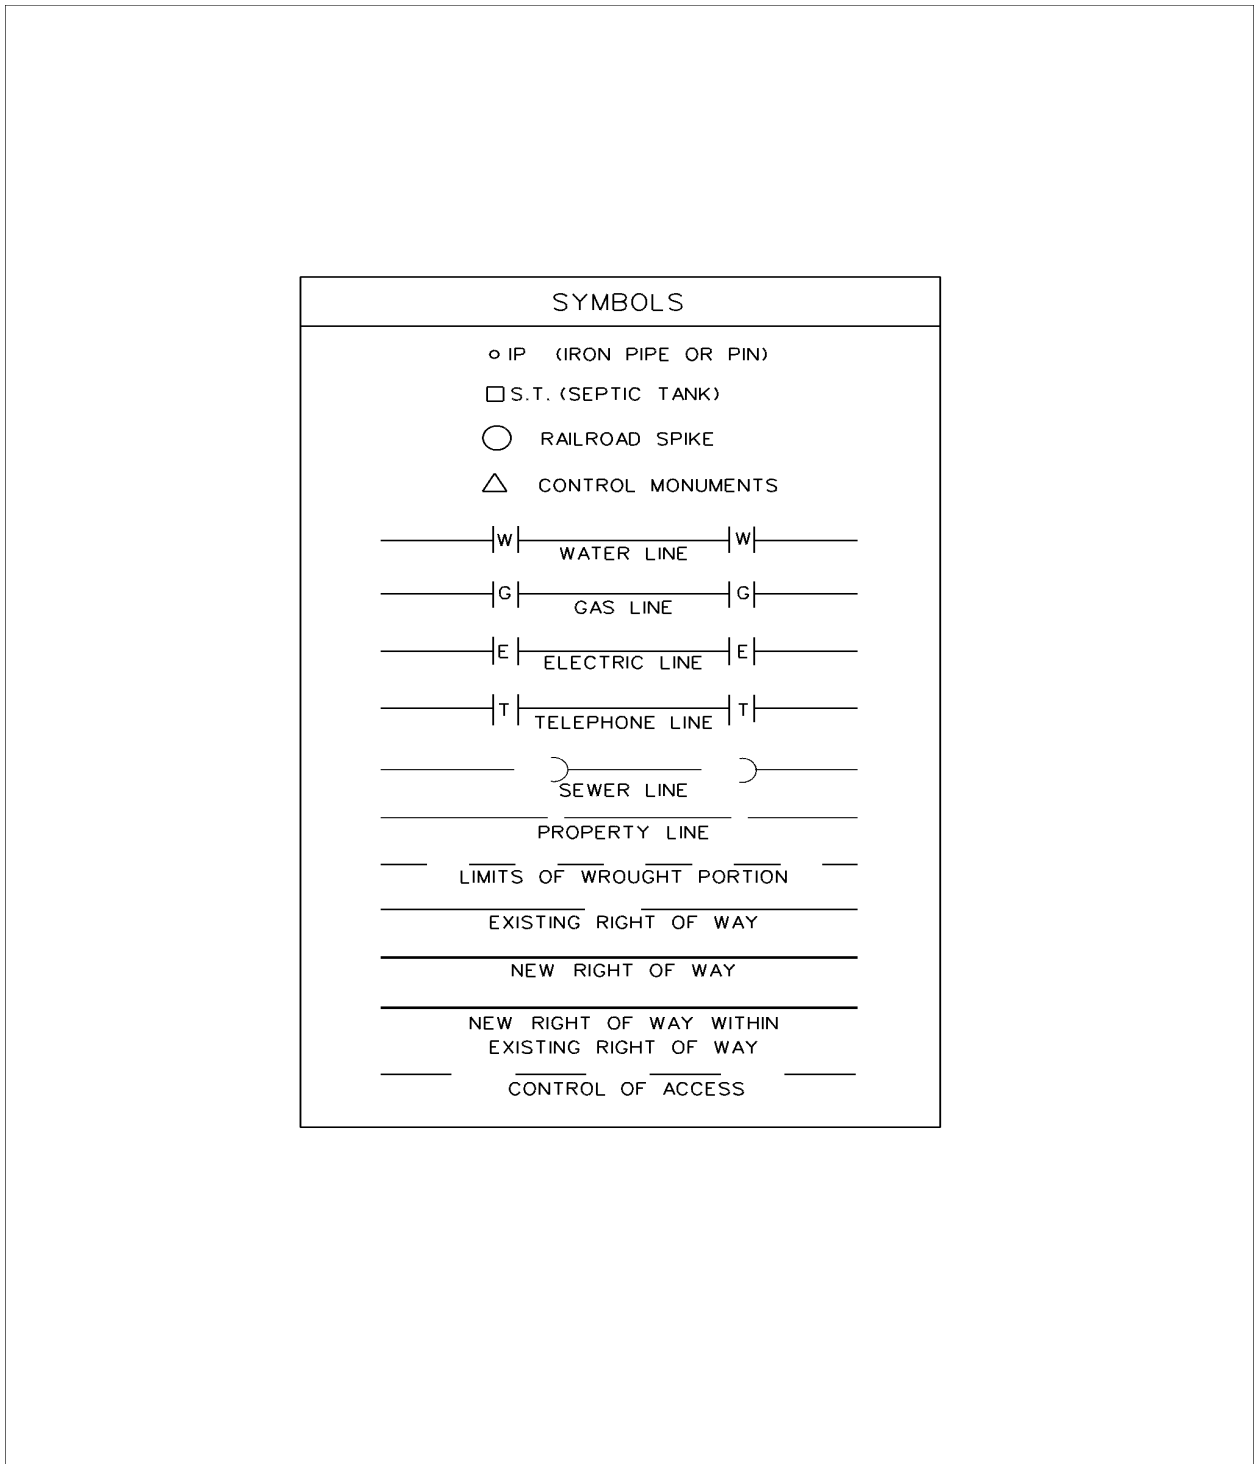 SYMBOLS
IP (IRON PIPE OR PIN)
S.T. (SEPTIC TANK)
RAILROAD SPIKE
CONTROL MONUMENTS
W W
WATER LINE
G G
GAS LINE
E E
ELECTRIC LINE
T T
TELEPHONE LINE
SEWER LINE
PROPERTY LINE
LIMITS OF WROUGHT PORTION
EXISTING RIGHT OF WAY
NEW RIGHT OF WAY
NEW RIGHT OF WAY WITHIN
EXISTING RIGHT OF WAY
CONTROL OF ACCESS